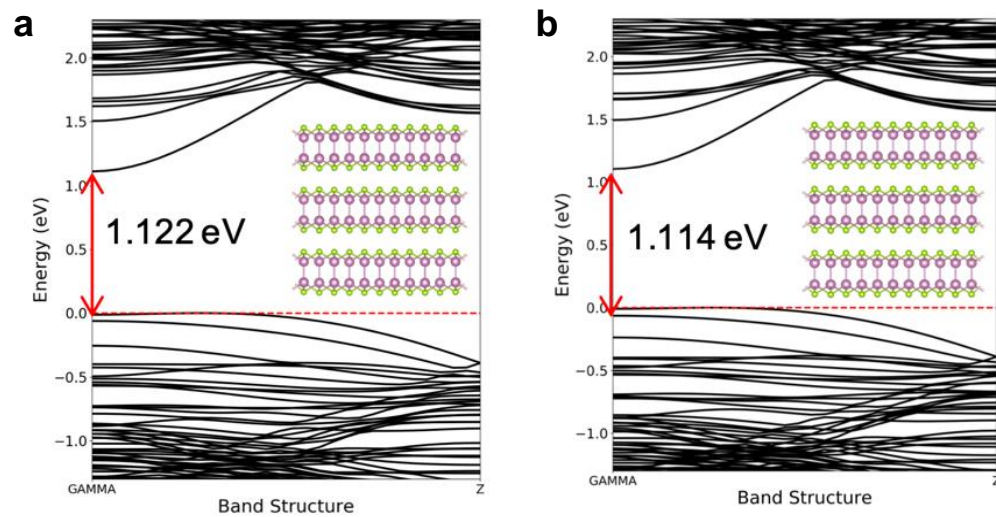 a
2.0
1.5
1.0
0.5
0.0
−0.5
−1.0
Energy (eV)
1.122 eV
GAMMA
Z
Band Structure
b
2.0
1.5
1.0
0.5
0.0
−0.5
−1.0
Energy (eV)
1.114 eV
GAMMA
Z
Band Structure